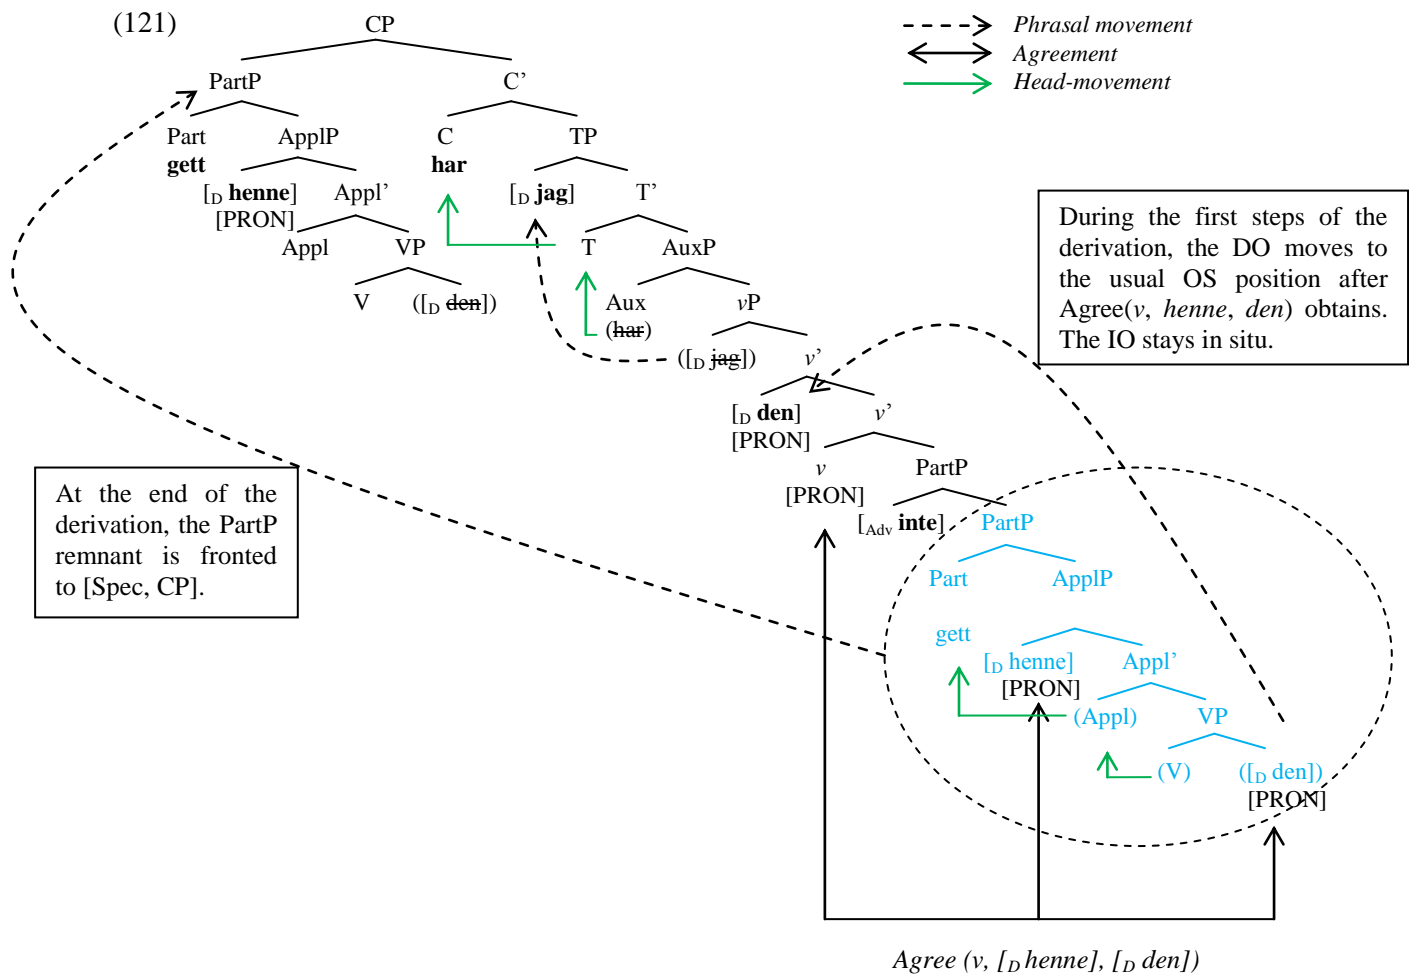 (121)
CP
Phrasal movement
Agreement
Head-movement
PartP C’
Part ApplP C TP
gett har
[D henne] Appl’ [D jag] T’
[PRON]
Appl VP T AuxP
V ([D den]) Aux vP
(har)
([D jag]) v’
During the first steps of the
derivation, the DO moves to
the usual OS position after
Agree(v, henne, den) obtains.
The IO stays in situ.
[D den] v’
[PRON]
v PartP
[PRON]
[Adv inte] PartP
At the end of the
derivation, the PartP
remnant is fronted
to [Spec, CP].
Part ApplP
gett
[D henne] Appl’
[PRON]
(Appl) VP
(V) ([D den])
[PRON]
Agree (v, [D henne], [D den])